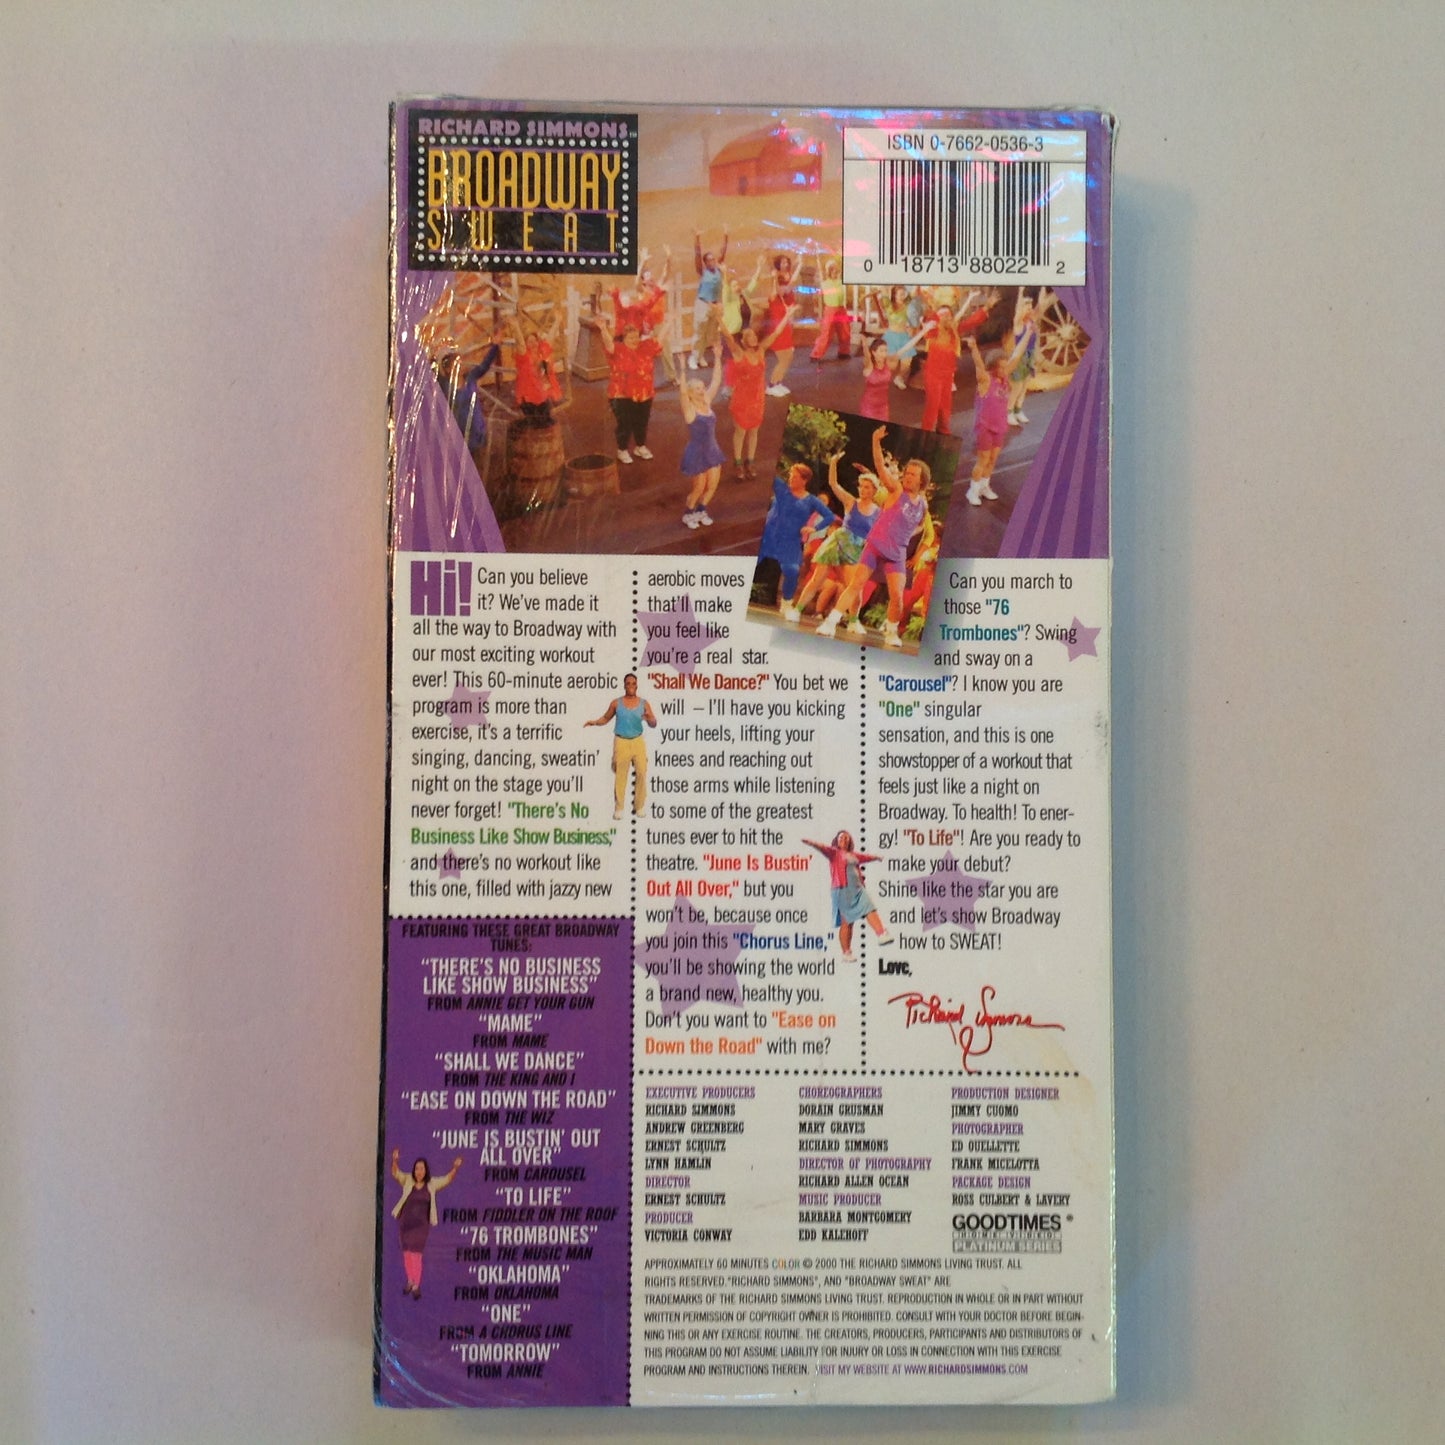 RICHARD SIMMONS™
BROADWAY
SWEAT™
ISBN 0-7662-0536-3
0 18713 88022 2
Hi! Can you believe
it? We've made it
all the way to Broadway with
our most exciting workout
ever! This 60-minute aerobic
program is more than
exercise, it's a terrific
singing, dancing, sweatin'
night on the stage you'll
never forget! "There's No
Business Like Show Business,"
and there's no workout like
this one, filled with jazzy new
aerobic moves
that'll make
you feel like
you're a real star.
"Shall We Dance?" You bet we
will – I'll have you kicking
your heels, lifting your
knees and reaching out
those arms while listening
to some of the greatest
tunes ever to hit the
theatre. "June Is Bustin'
Out All Over," but you
won't be, because once
you join this "Chorus Line,"
you'll be showing the world
a brand new, healthy you.
Don't you want to "Ease on
Down the Road" with me?
Can you march to
those "76
Trombones"? Swing
and sway on a
"Carousel"? I know you are
"One" singular
sensation, and this is one
showstopper of a workout that
feels just like a night on
Broadway. To health! To ener-
gy! "To Life"! Are you ready to
make your debut?
Shine like the star you are
and let's show Broadway
how to SWEAT!
Love,
Richard Simmons
FEATURING THESE GREAT BROADWAY
TUNES:
"THERE'S NO BUSINESS
LIKE SHOW BUSINESS"
FROM ANNIE GET YOUR GUN
"MAME"
FROM MAME
"SHALL WE DANCE"
FROM THE KING AND I
"EASE ON DOWN THE ROAD"
FROM THE WIZ
"JUNE IS BUSTIN' OUT
ALL OVER"
FROM CAROUSEL
"TO LIFE"
FROM FIDDLER ON THE ROOF
"76 TROMBONES"
FROM THE MUSIC MAN
"OKLAHOMA"
FROM OKLAHOMA
"ONE"
FROM A CHORUS LINE
"TOMORROW"
FROM ANNIE
EXECUTIVE PRODUCERS
RICHARD SIMMONS
ANDREW GREENBERG
ERNEST SCHULTZ
LYNN HAMLIN
DIRECTOR
ERNEST SCHULTZ
PRODUCER
VICTORIA CONWAY
CHOREOGRAPHERS
DORAIN GRUSMAN
MARY GRAVES
RICHARD SIMMONS
DIRECTOR OF PHOTOGRAPHY
RICHARD ALLEN OCEAN
MUSIC PRODUCER
BARBARA MONTGOMERY
EDD KALEHOFF
PRODUCTION DESIGNER
JIMMY CUOMO
PHOTOGRAPHER
ED OUELLETTE
FRANK MICELOTTA
PACKAGE DESIGN
ROSS CULBERT & LAVERY
GOODTIMES ®
HOME VIDEO
PLATINUM SERIES
APPROXIMATELY 60 MINUTES COLOR © 2000 THE RICHARD SIMMONS LIVING TRUST. ALL
RIGHTS RESERVED. "RICHARD SIMMONS", AND "BROADWAY SWEAT" ARE
TRADEMARKS OF THE RICHARD SIMMONS LIVING TRUST. REPRODUCTION IN WHOLE OR IN PART WITHOUT
WRITTEN PERMISSION OF COPYRIGHT OWNER IS PROHIBITED. CONSULT WITH YOUR DOCTOR BEFORE BEGIN-
NING THIS OR ANY EXERCISE ROUTINE. THE CREATORS, PRODUCERS, PARTICIPANTS AND DISTRIBUTORS OF
THIS PROGRAM DO NOT ASSUME LIABILITY FOR INJURY OR LOSS IN CONNECTION WITH THIS EXERCISE
PROGRAM AND INSTRUCTIONS THEREIN. VISIT MY WEBSITE AT WWW.RICHARDSIMMONS.COM